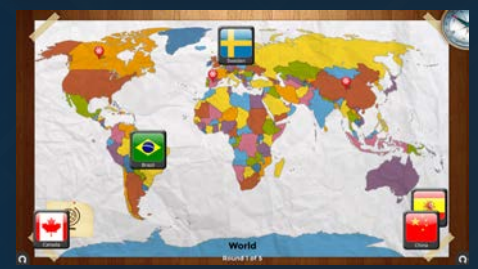 Sweden
Brazil
Canada
China
World
Round 1 of 5